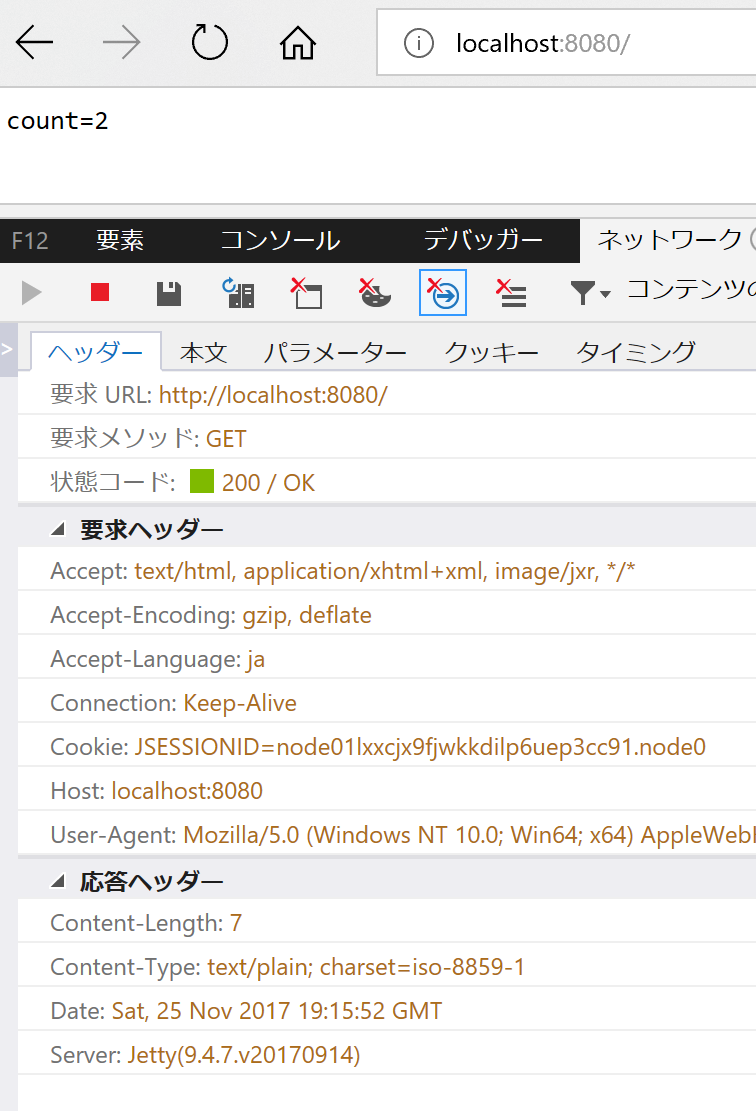 localhost:8080/
count=2
F12 要素 コンソール デバッガー ネットワーク
コンテンツの
ヘッダー 本文 パラメーター クッキー タイミング
要求 URL: http://localhost:8080/
要求メソッド: GET
状態コード: 200 / OK
要求ヘッダー
Accept: text/html, application/xhtml+xml, image/jxr, */*
Accept-Encoding: gzip, deflate
Accept-Language: ja
Connection: Keep-Alive
Cookie: JSESSIONID=node01lxxcjx9fjwkkdilp6uep3cc91.node0
Host: localhost:8080
User-Agent: Mozilla/5.0 (Windows NT 10.0; Win64; x64) AppleWebK
応答ヘッダー
Content-Length: 7
Content-Type: text/plain; charset=iso-8859-1
Date: Sat, 25 Nov 2017 19:15:52 GMT
Server: Jetty(9.4.7.v20170914)